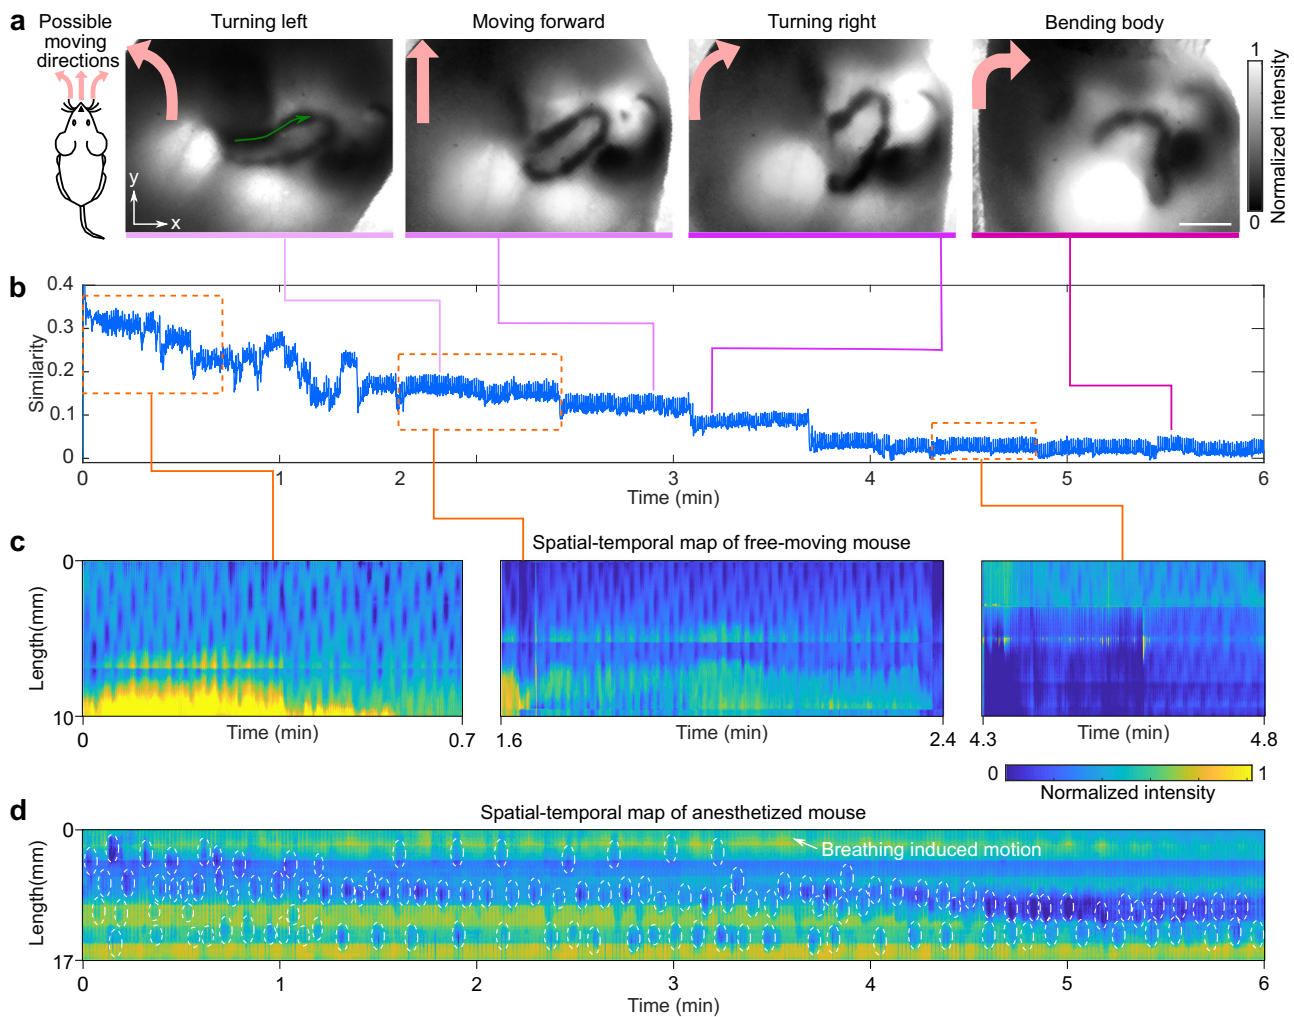 a
Possible
moving
directions
Turning left
Moving forward
Turning right
Bending body
y
x
1
0
Normalized intensity
b
0.4
0.3
0.2
0.1
0
Similarity
0
1
2
3
4
5
6
Time (min)
c
Spatial-temporal map of free-moving mouse
0
10
Length(mm)
0
Time (min)
0.7
1.6
Time (min)
2.4
4.3
Time (min)
4.8
0
1
Normalized intensity
d
Spatial-temporal map of anesthetized mouse
0
17
Length(mm)
Breathing induced motion
0
1
2
3
4
5
6
Time (min)